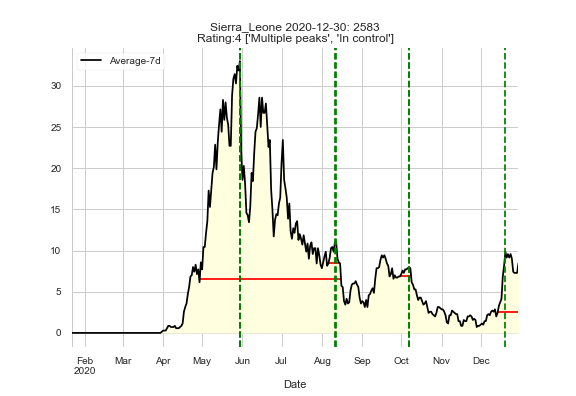 Sierra_Leone 2020-12-30: 2583
Rating:4 ['Multiple peaks', 'In control']
Average-7d
30
25
20
15
10
5
0
Feb Mar Apr May Jun Jul Aug Sep Oct Nov Dec
2020
Date